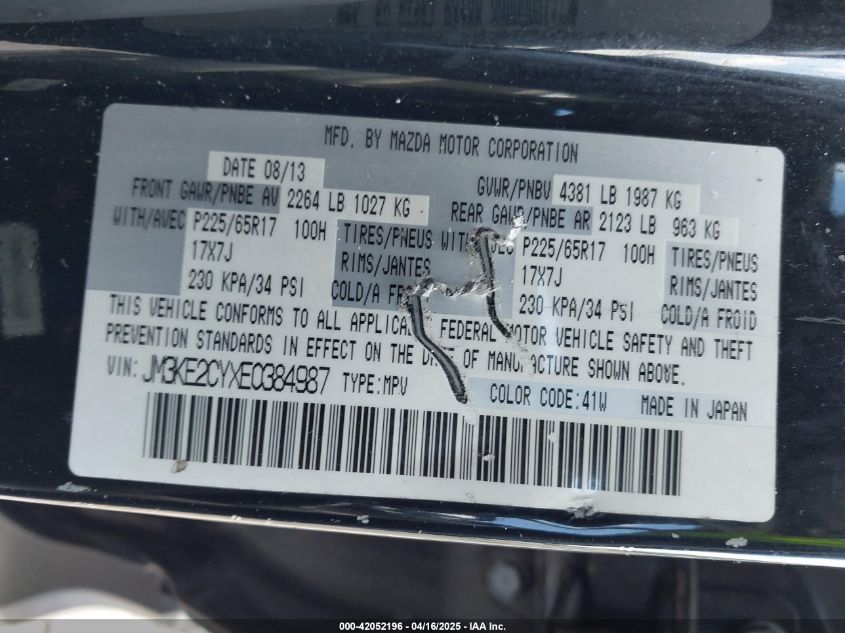 MFD. BY MAZDA MOTOR CORPORATION
DATE 08/13
GVWR/PNBV 4381 LB 1987 KG
FRONT GAWR/PNBE AV 2264 LB 1027 KG
REAR GAWR/PNBE AR 2123 LB 963 KG
WITH/AVEC P225/65R17 100H TIRES/PNEUS
17X7J RIMS/JANTES
230 KPA/34 PSI COLD/A
WITH P225/65R17 100H TIRES/PNEUS
17X7J RIMS/JANTES
230 KPA/34 PSI COLD/A FROID
THIS VEHICLE CONFORMS TO ALL FEDERAL MOTOR VEHICLE SAFETY AND THEFT
PREVENTION STANDARDS IN EFFECT ON THE OF MANUFACTURE SHOWN ABOVE.
VIN: JM3KE2CYXE0384987 TYPE:MPV
COLOR CODE:41W MADE IN JAPAN
000-42052196 - 04/16/2025 - IAA Inc.